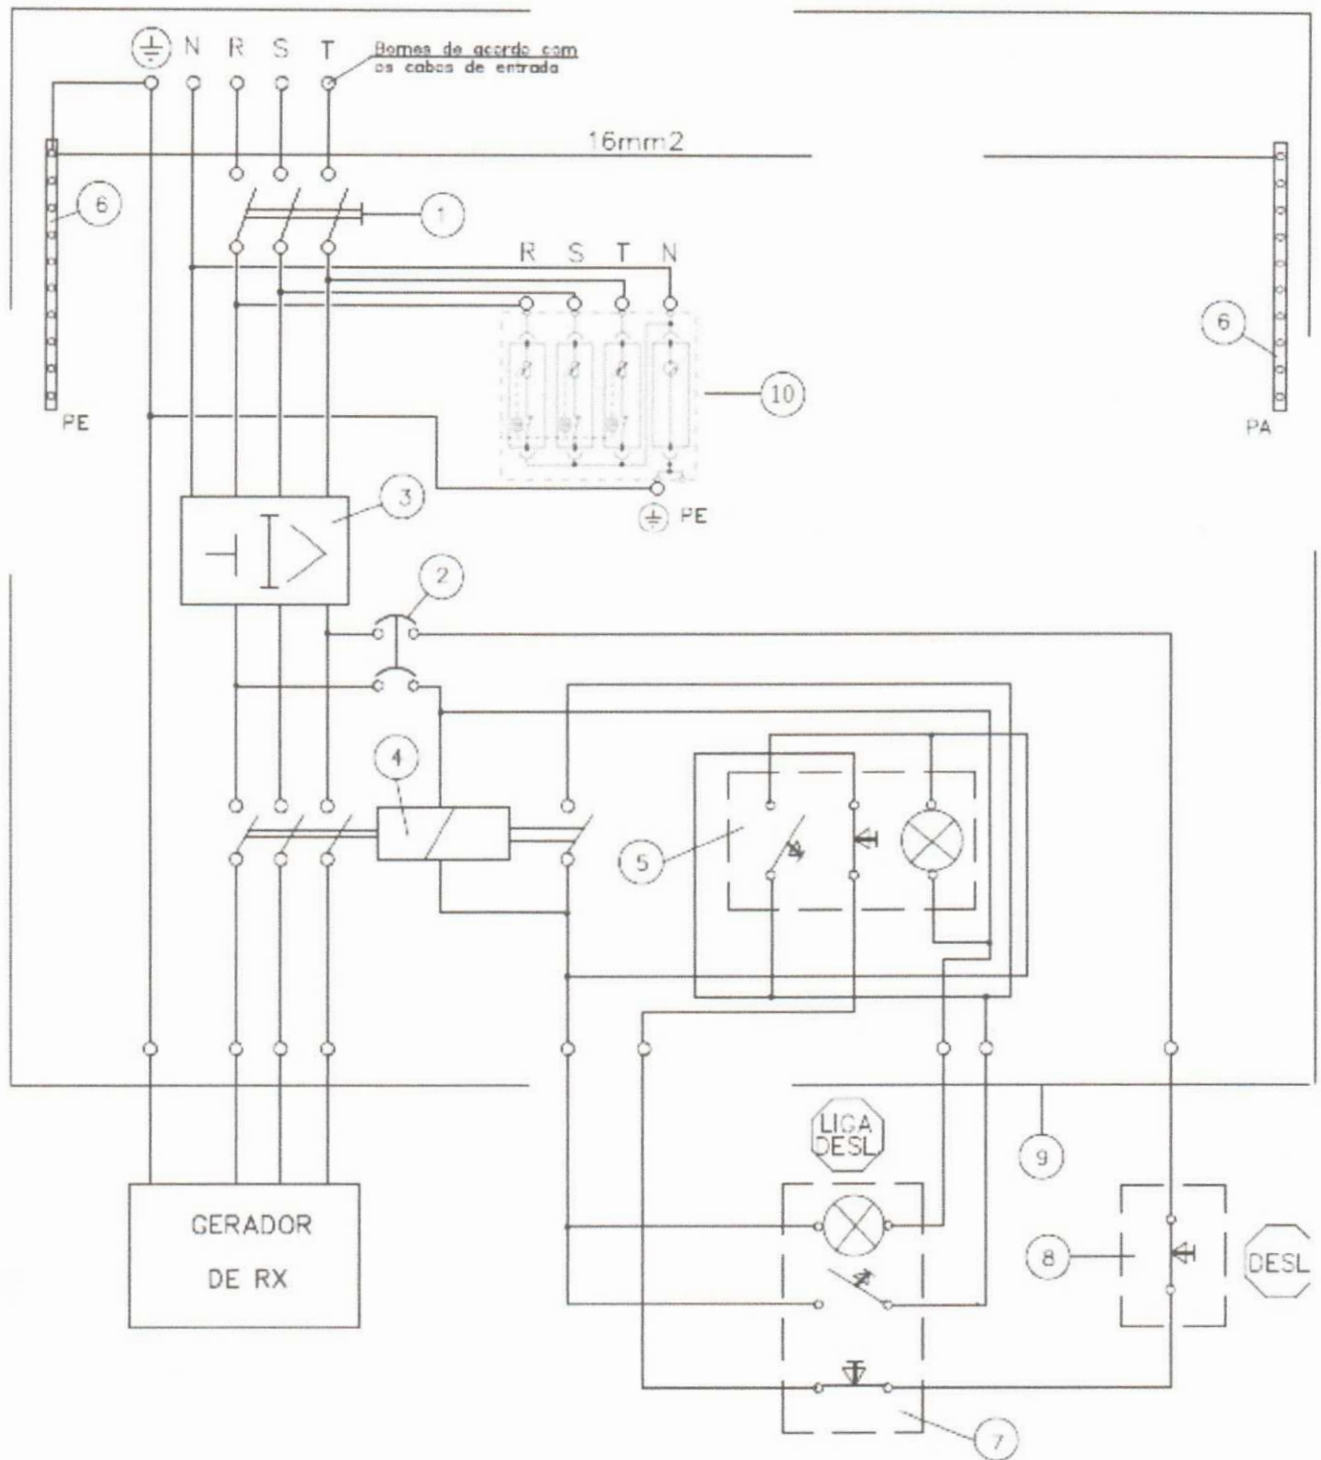 N R S T
Bornes de acordo com
os cabos de entrada
16mm2
6
1
R S T N
6
10
PE
PA
3
PE
2
4
5
LIGA
DESL
9
GERADOR
DE RX
8
DESL
7